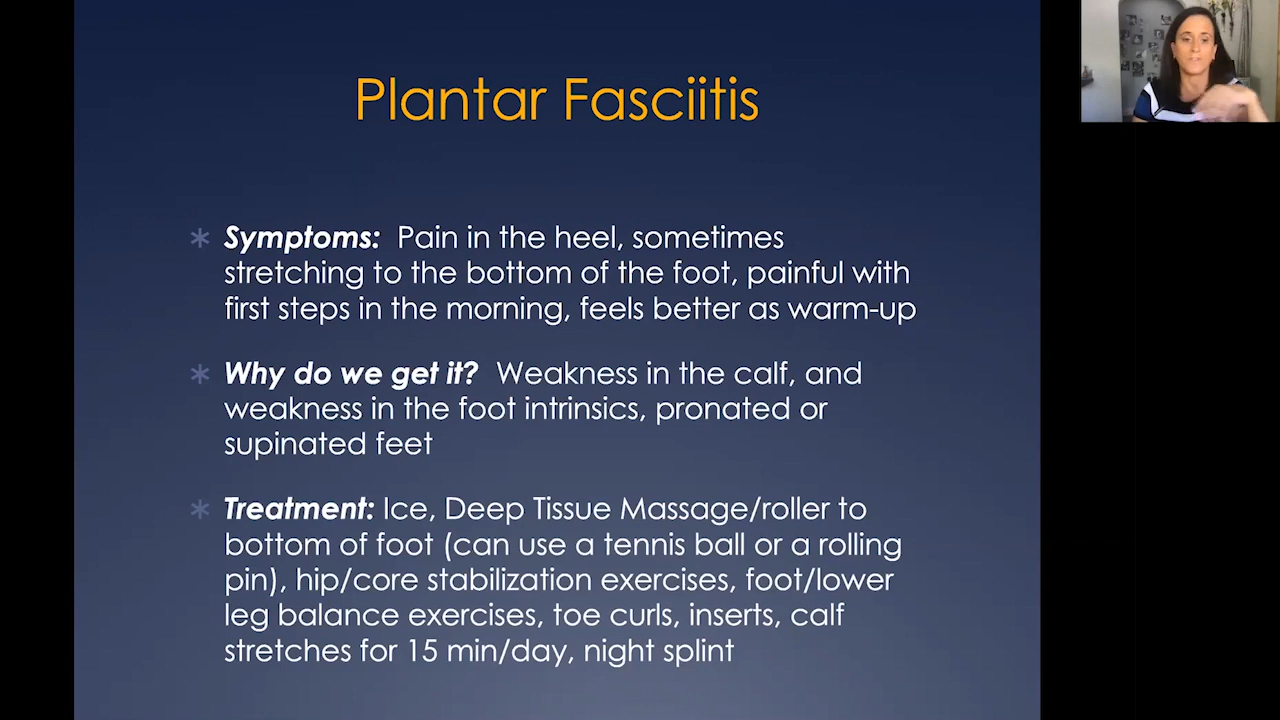 Plantar Fasciitis
* Symptoms: Pain in the heel, sometimes
stretching to the bottom of the foot, painful with
first steps in the morning, feels better as warm-up
* Why do we get it? Weakness in the calf, and
weakness in the foot intrinsics, pronated or
supinated feet
* Treatment: Ice, Deep Tissue Massage/roller to
bottom of foot (can use a tennis ball or a rolling
pin), hip/core stabilization exercises, foot/lower
leg balance exercises, toe curls, inserts, calf
stretches for 15 min/day, night splint